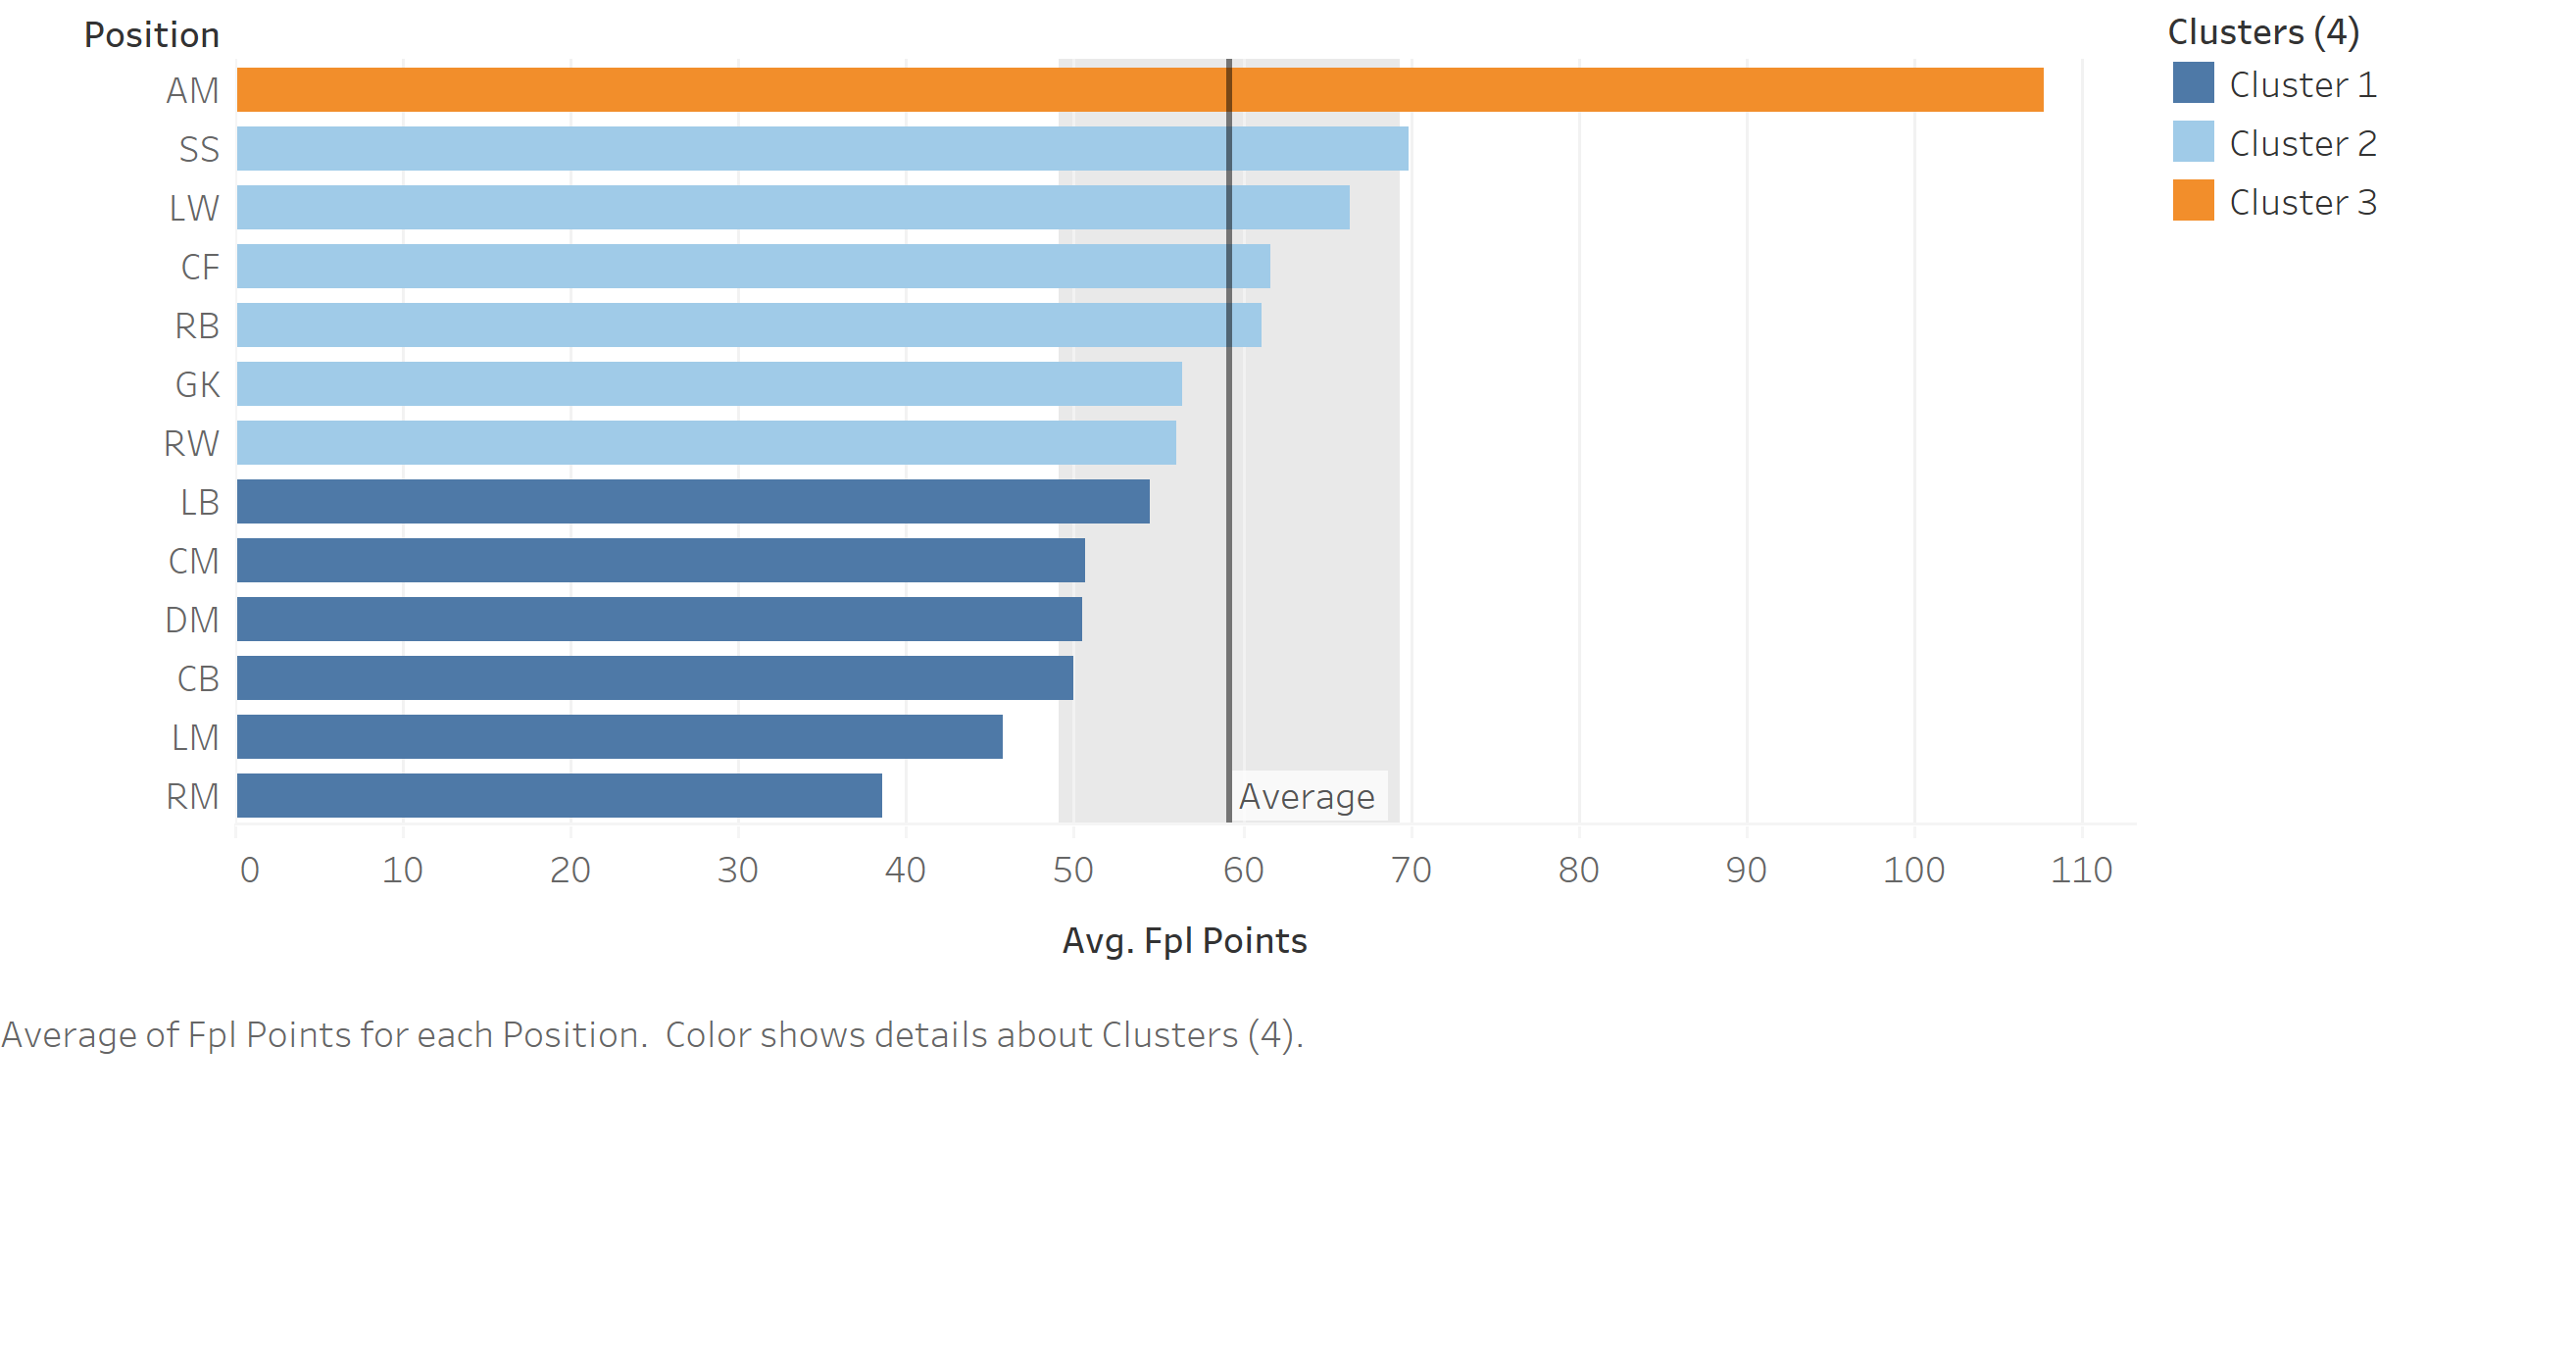 Position
AM
SS
LW
CF
RB
GK
RW
LB
CM
DM
CB
LM
RM
Average
0 10 20 30 40 50 60 70 80 90 100 110
Avg. Fpl Points
Clusters (4)
Cluster 1
Cluster 2
Cluster 3
Average of Fpl Points for each Position.  Color shows details about Clusters (4).